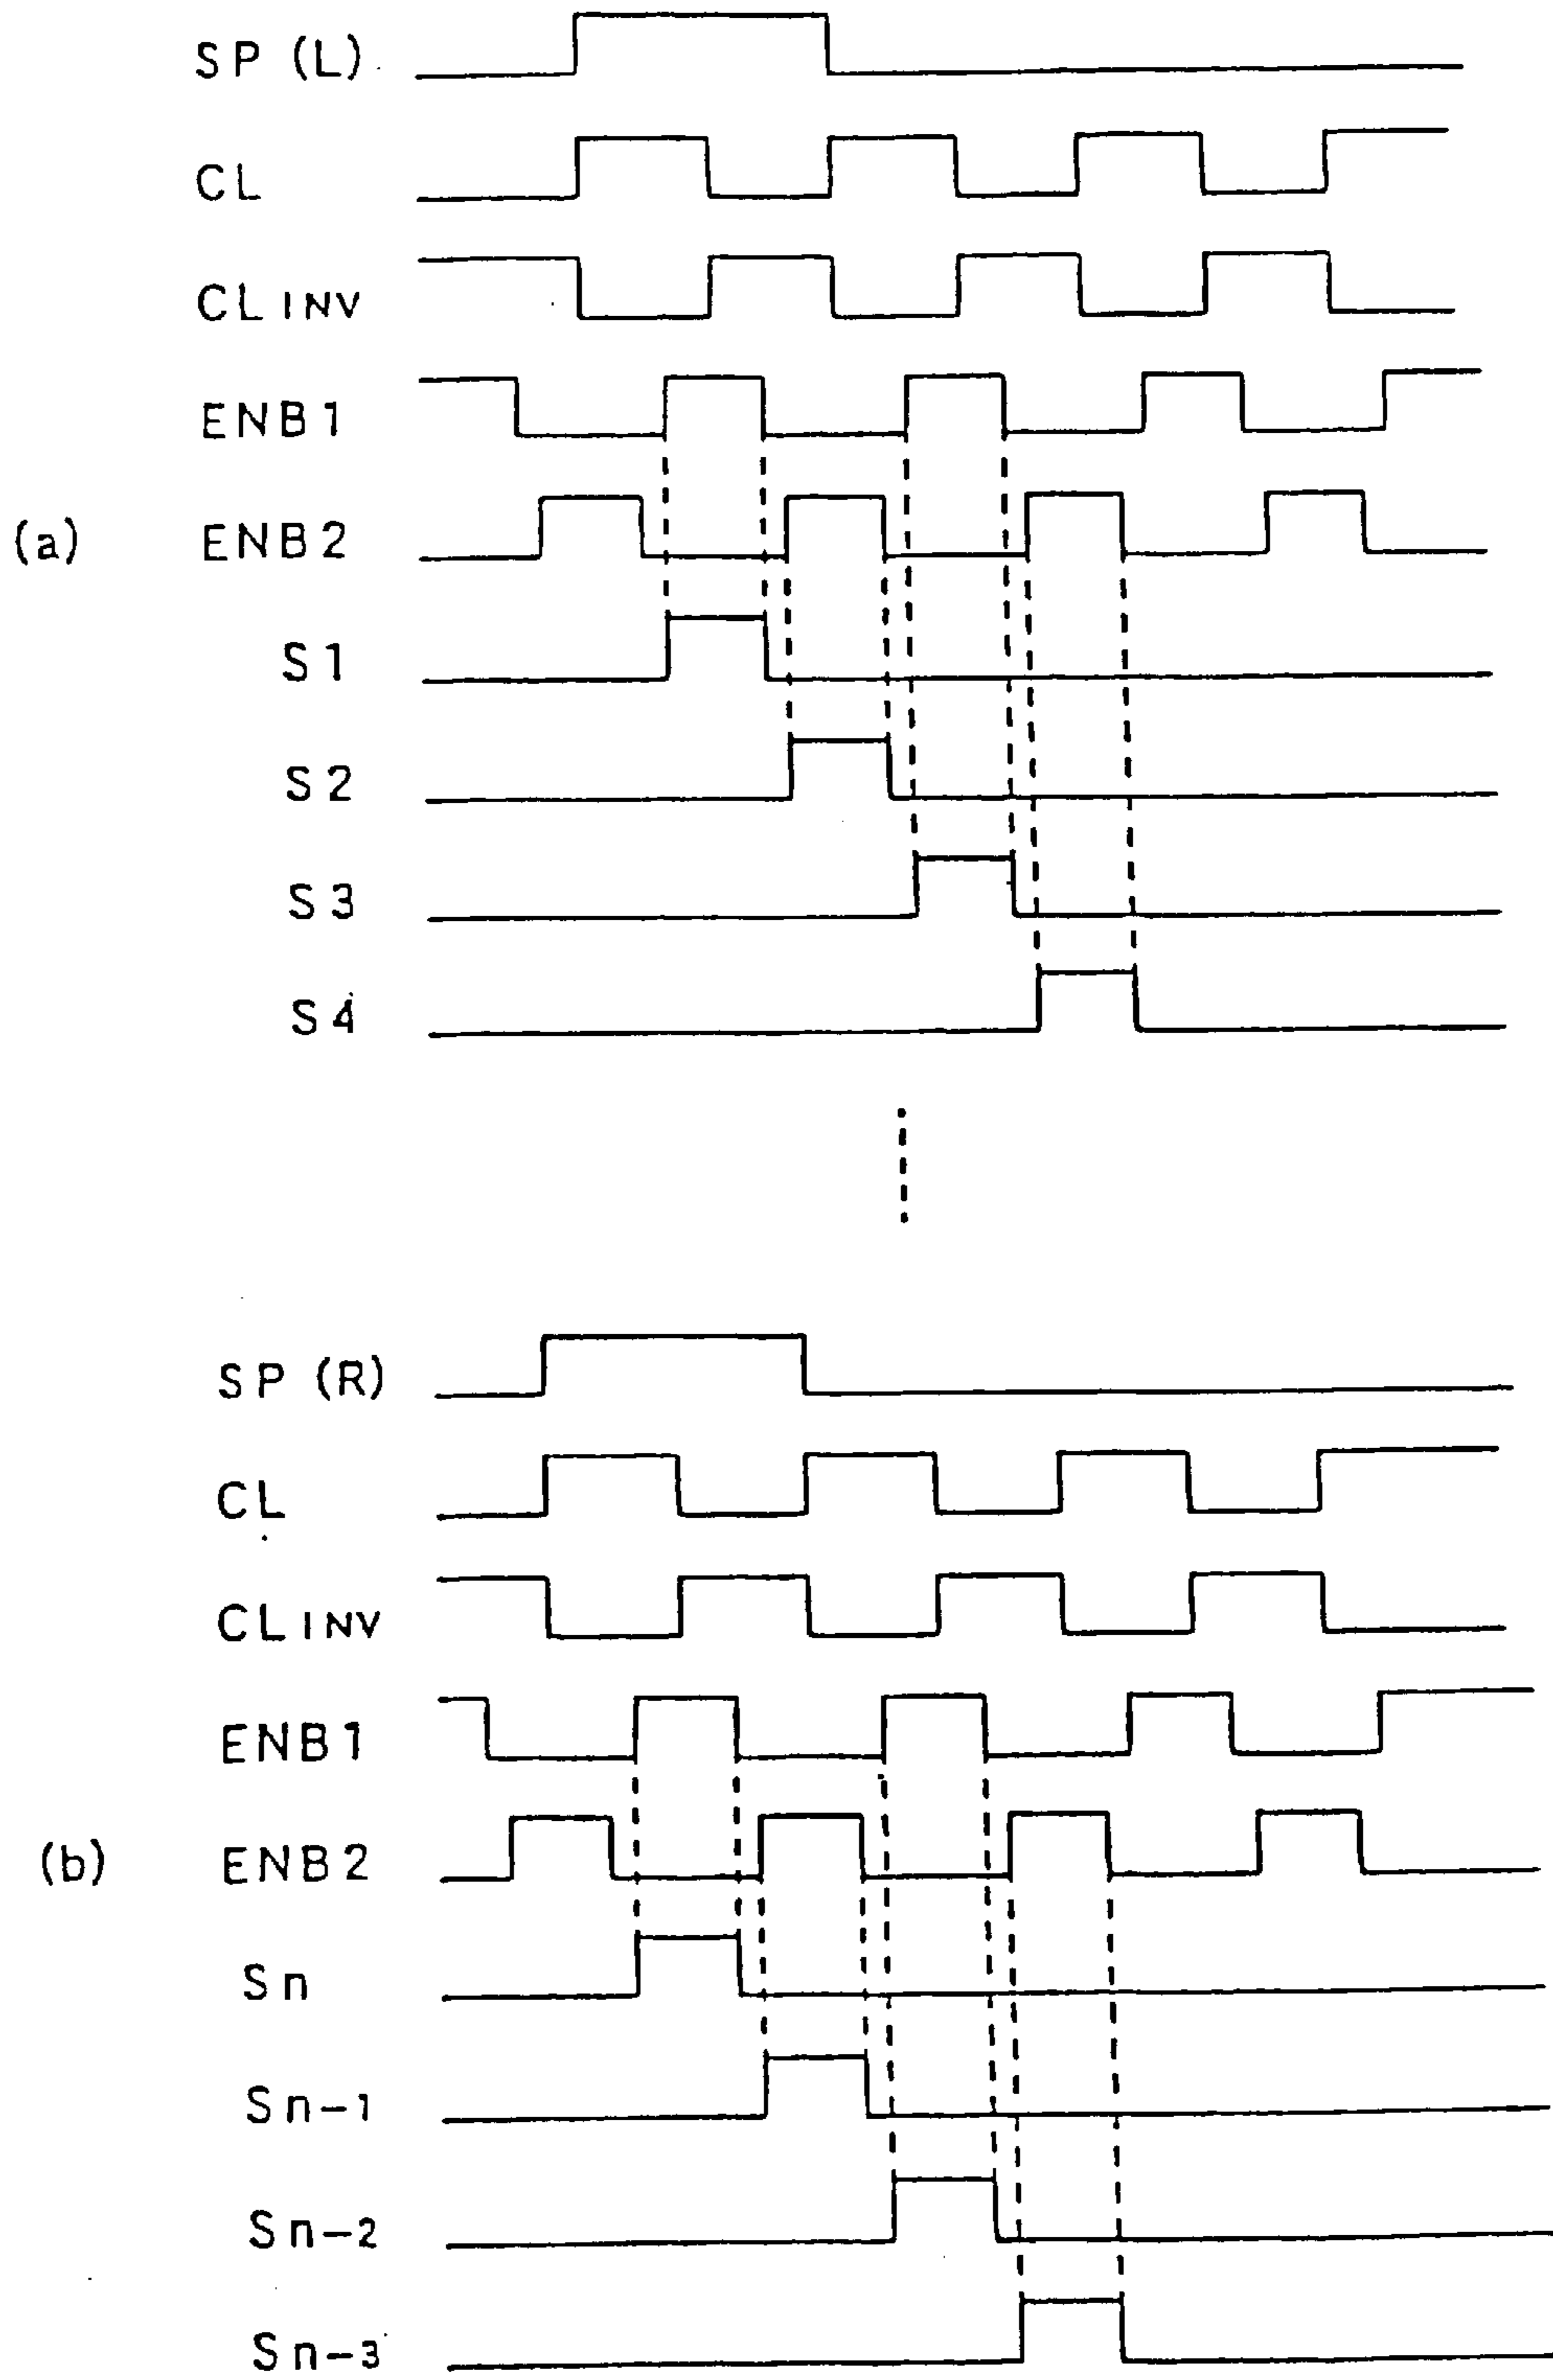 SP (L)
CL
CL INV
ENB1
(a) ENB2
S1
S2
S3
S4
SP (R)
CL
CL INV
ENB1
(b) ENB2
Sn
Sn-1
Sn-2
Sn-3